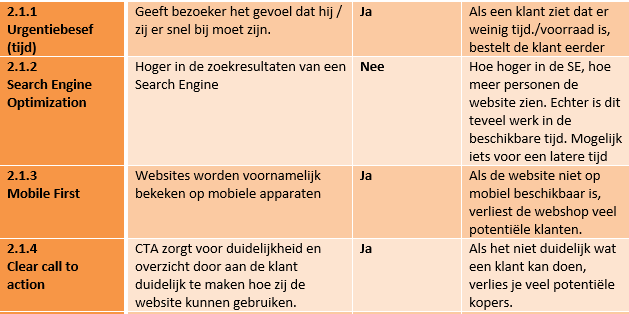 2.1.1
Urgentiebesef
(tijd)
Geeft bezoeker het gevoel dat hij /
zij er snel bij moet zijn.
Ja
Als een klant ziet dat er
weinig tijd./voorraad is,
bestelt de klant eerder
2.1.2
Search Engine
Optimization
Hoger in de zoekresultaten van een
Search Engine
Nee
Hoe hoger in de SE, hoe
meer personen de
website zien. Echter is dit
teveel werk in de
beschikbare tijd. Mogelijk
iets voor een latere tijd
2.1.3
Mobile First
Websites worden voornamelijk
bekeken op mobiele apparaten
Ja
Als de website niet op
mobiel beschikbaar is,
verliest de webshop veel
potentiële klanten.
2.1.4
Clear call to
action
CTA zorgt voor duidelijkheid en
overzicht door aan de klant
duidelijk te maken hoe zij de
website kunnen gebruiken.
Ja
Als het niet duidelijk wat
een klant kan doen,
verlies je veel potentiële
kopers.